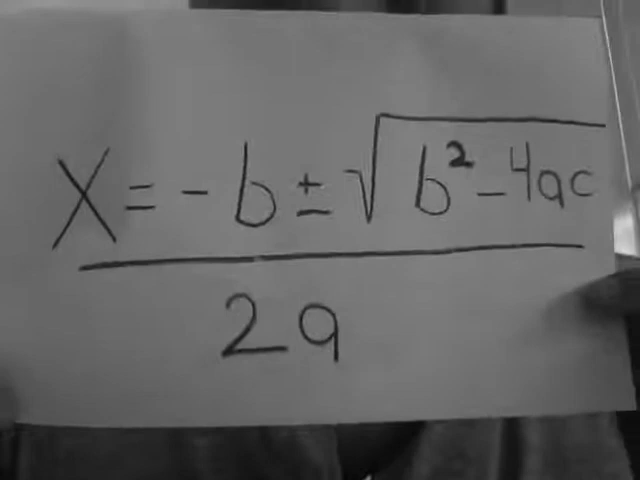 X = - b ± √ b² - 4ac
2a